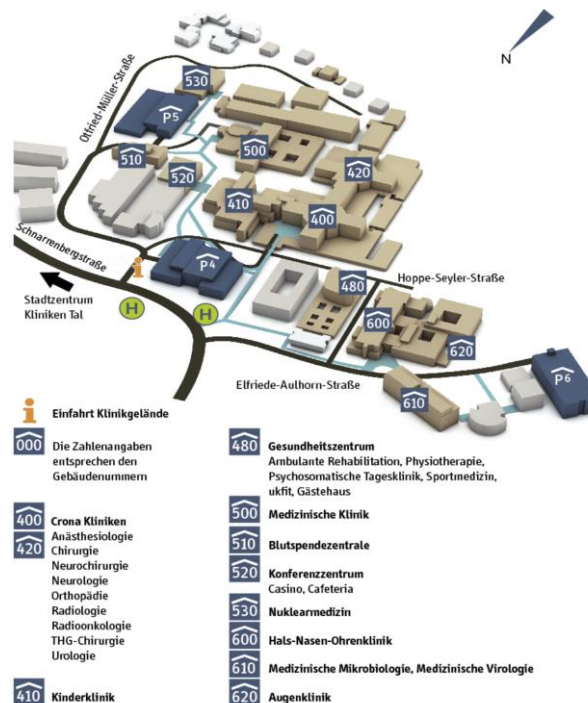 N
530
P5
Otfried-Müller-Straße
510
500
520
420
410
400
Schnarrenbergstraße
P4
480
Hoppe-Seyler-Straße
Stadtzentrum
Kliniken Tal
H
H
600
620
P6
Elfriede-Aulhorn-Straße
610
Einfahrt Klinikgelände
000 Die Zahlenangaben
entsprechen den
Gebäudenummern
400 Crona Kliniken
420 Anästhesiologie
Chirurgie
Neurochirurgie
Neurologie
Orthopädie
Radiologie
Radioonkologie
THG-Chirurgie
Urologie
410 Kinderklinik
480 Gesundheitszentrum
Ambulante Rehabilitation, Physiotherapie,
Psychosomatische Tagesklinik, Sportmedizin,
ukfit, Gästehaus
500 Medizinische Klinik
510 Blutspendezentrale
520 Konferenzzentrum
Casino, Cafeteria
530 Nuklearmedizin
600 Hals-Nasen-Ohrenklinik
610 Medizinische Mikrobiologie, Medizinische Virologie
620 Augenklinik